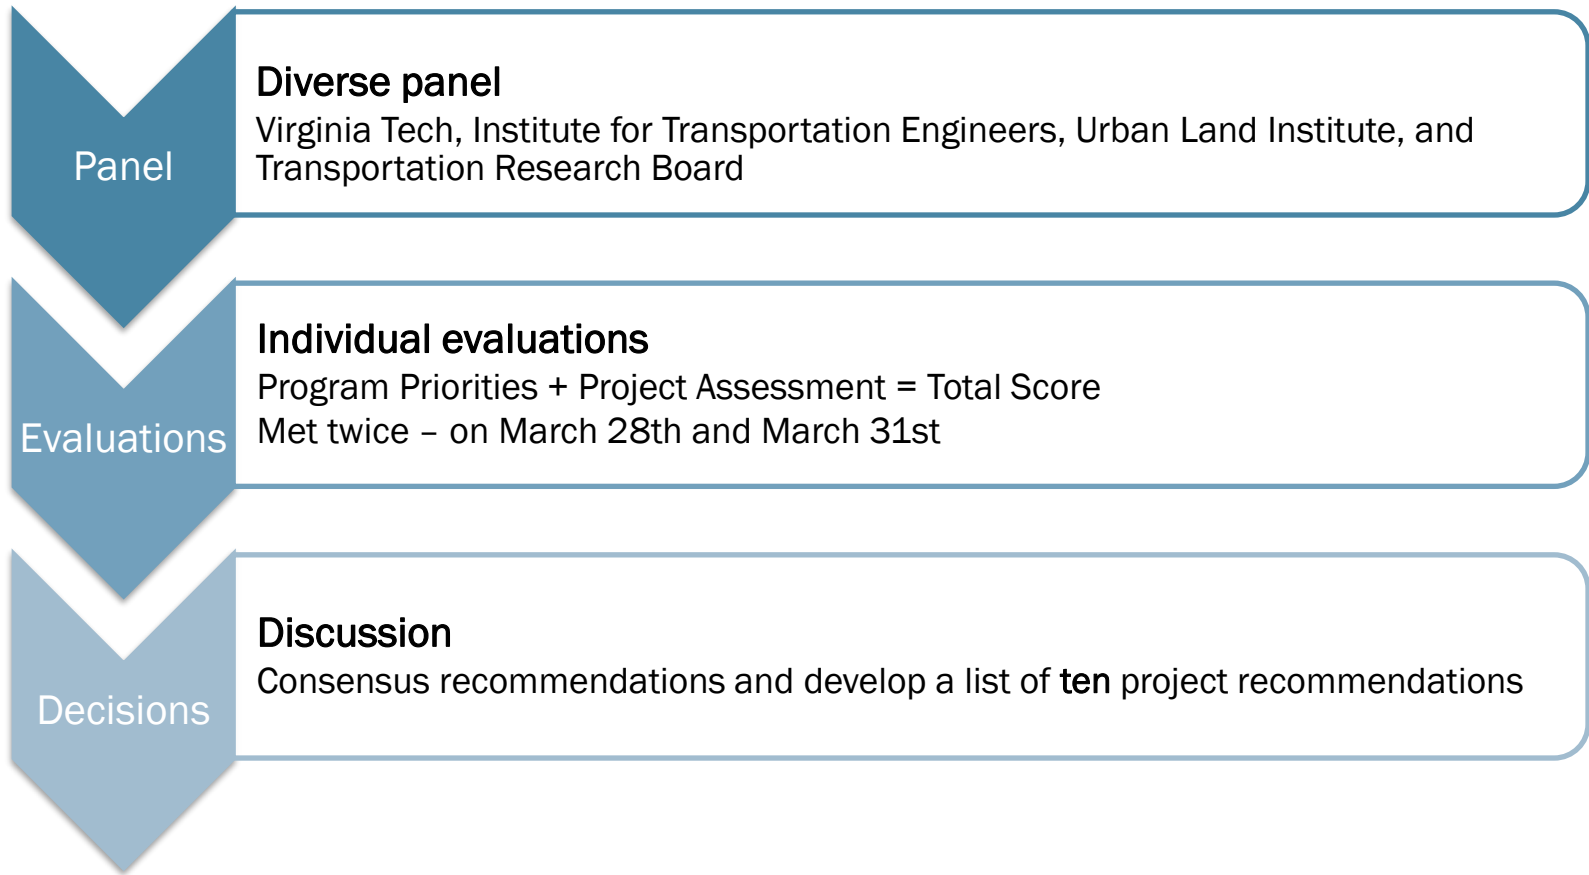 Panel
Diverse panel
Virginia Tech, Institute for Transportation Engineers, Urban Land Institute, and
Transportation Research Board
Evaluations
Individual evaluations
Program Priorities + Project Assessment = Total Score
Met twice – on March 28th and March 31st
Decisions
Discussion
Consensus recommendations and develop a list of ten project recommendations